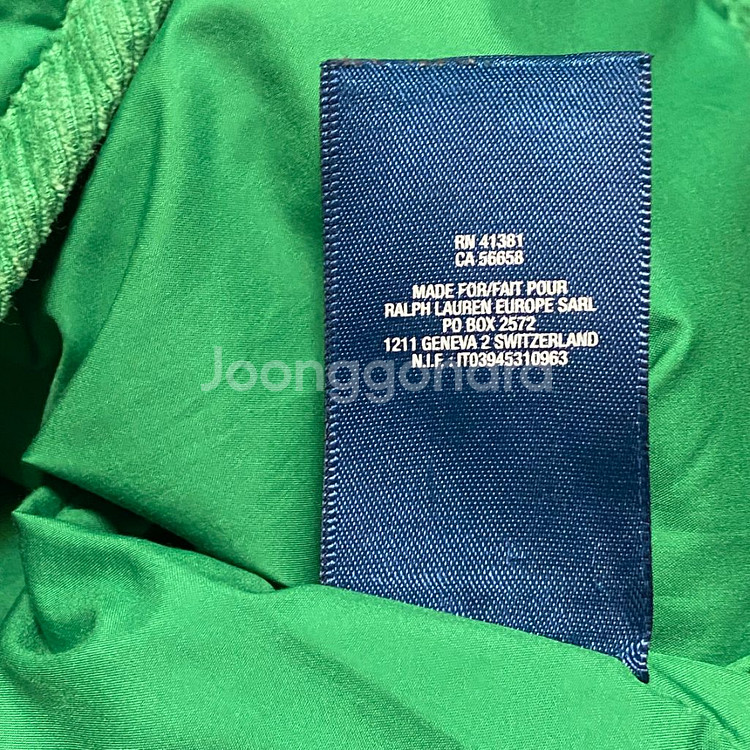 RN 41381
CA 56658
MADE FOR/FAIT POUR
RALPH LAUREN EUROPE SARL
PO BOX 2572
1211 GENEVA 2 SWITZERLAND
N.I.F. : IT03945310963
Joonggonara